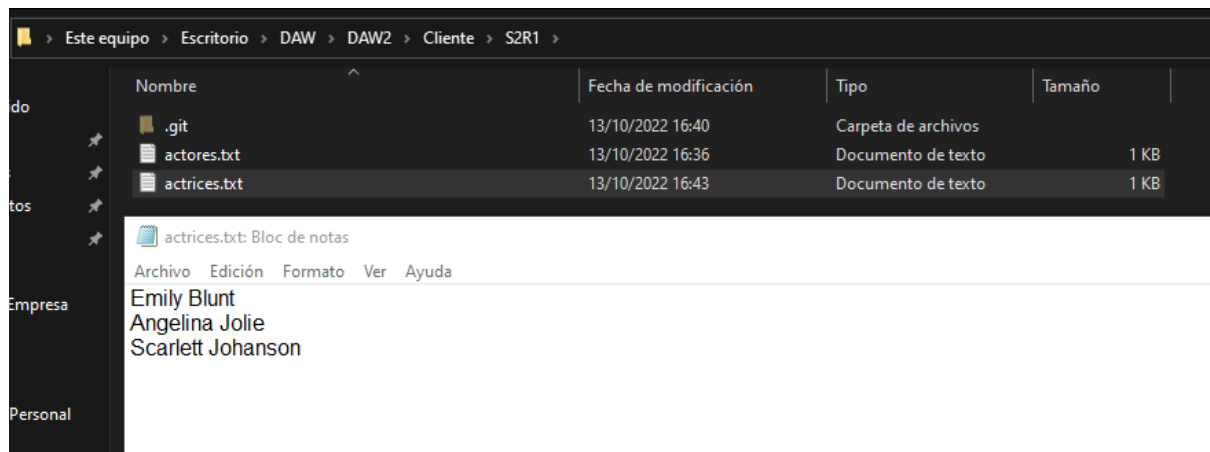 Este equipo > Escritorio > DAW > DAW2 > Cliente > S2R1 >
Nombre Fecha de modificación Tipo Tamaño
do
.git 13/10/2022 16:40 Carpeta de archivos
actores.txt 13/10/2022 16:36 Documento de texto 1 KB
s
actrices.txt 13/10/2022 16:43 Documento de texto 1 KB
tos
actrices.txt: Bloc de notas
Archivo Edición Formato Ver Ayuda
Emily Blunt
Empresa
Angelina Jolie
Scarlett Johanson
Personal